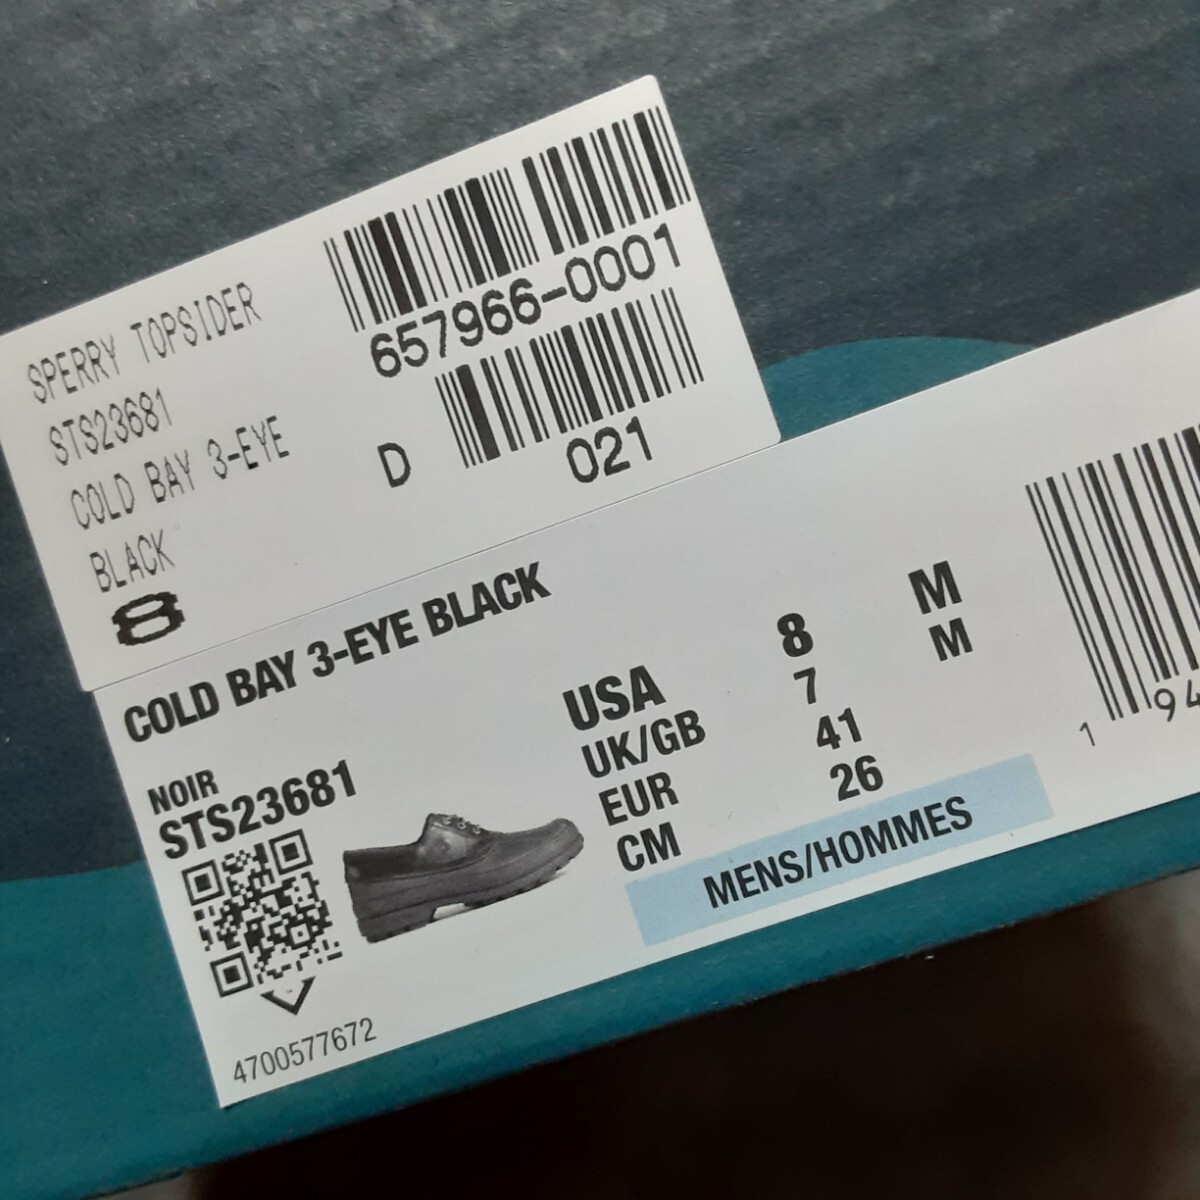 SPERRY TOPSIDER
STS23681
COLD BAY 3-EYE
BLACK
8
657966-0001
D 021
COLD BAY 3-EYE BLACK
NOIR
STS23681
4700577672
USA 8 M
UK/GB 7 M
EUR 41
CM 26
MENS/HOMMES
1 94